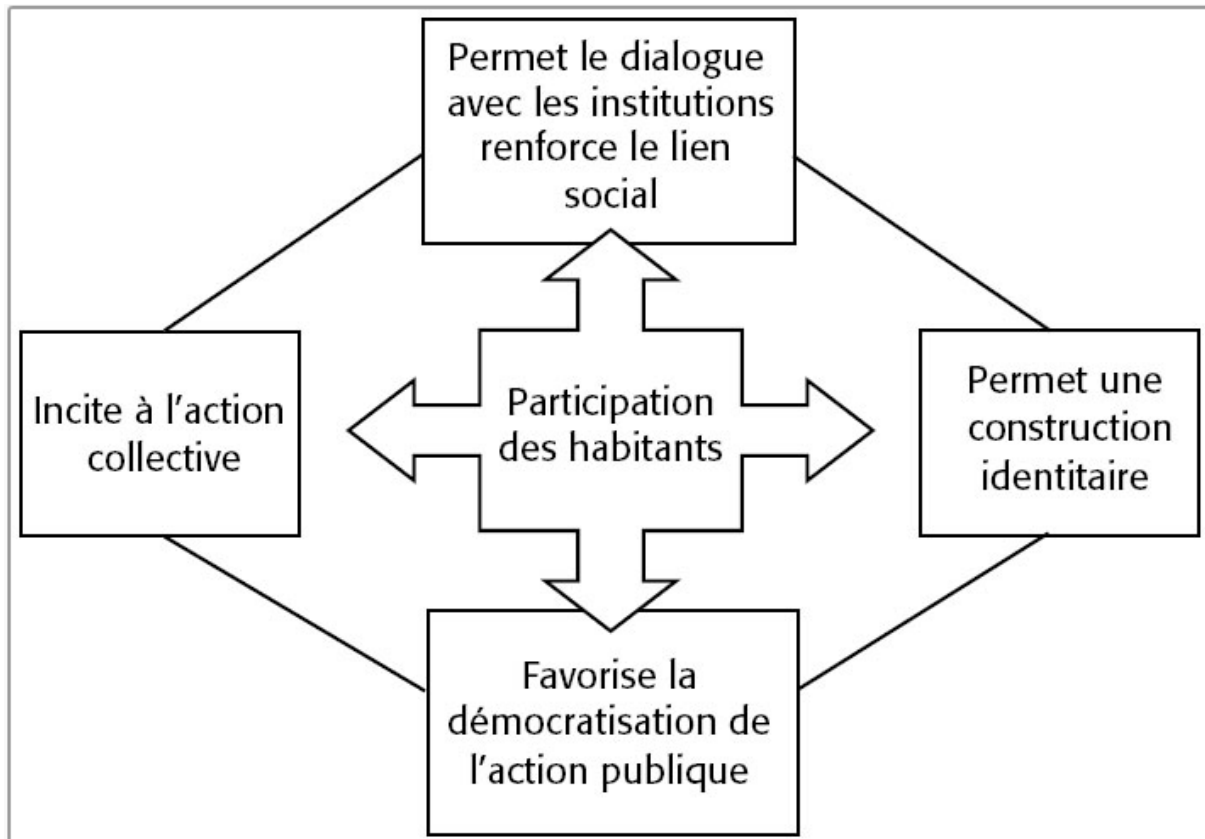 Permet le dialogue
avec les institutions
renforce le lien
social
Incite à l'action
collective
Participation
des habitants
Permet une
construction
identitaire
Favorise la
démocratisation de
l'action publique